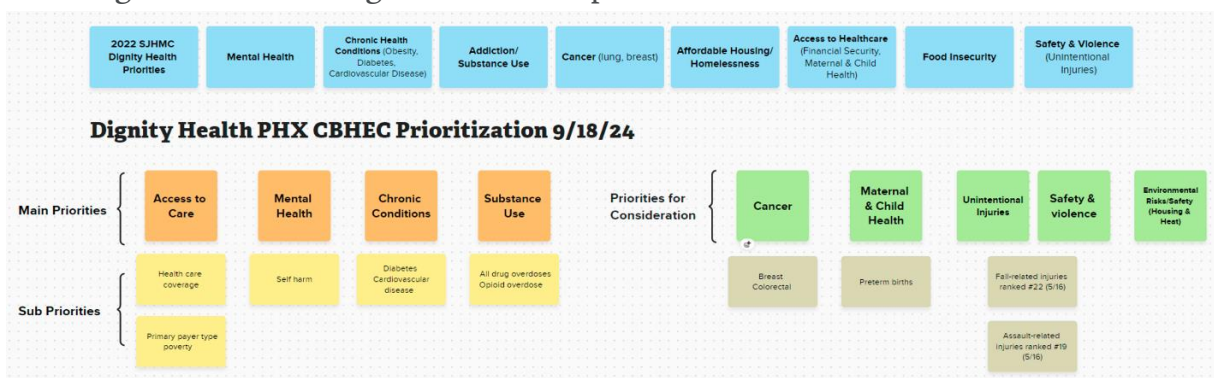 2022 SJHMC
Dignity Health
Priorities
Mental Health
Chronic Health
Conditions (Obesity,
Diabetes,
Cardiovascular Disease)
Addiction/
Substance Use
Cancer (lung, breast)
Affordable Housing/
Homelessness
Access to Healthcare
(Financial Security,
Maternal & Child
Health)
Food Insecurity
Safety & Violence
(Unintentional
Injuries)
Dignity Health PHX CBHEC Prioritization 9/18/24
Main Priorities
Access to
Care
Mental
Health
Chronic
Conditions
Substance
Use
Priorities for
Consideration
Cancer
Maternal
& Child
Health
Unintentional
Injuries
Safety &
violence
Environmental
Risks/Safety
(Housing &
Heat)
Sub Priorities
Health care
coverage
Self harm
Diabetes
Cardiovascular
disease
All drug overdoses
Opioid overdose
Breast
Colorectal
Preterm births
Fall-related injuries
ranked #22 (5/16)
Primary payer type
poverty
Assault-related
injuries ranked #19
(5/16)